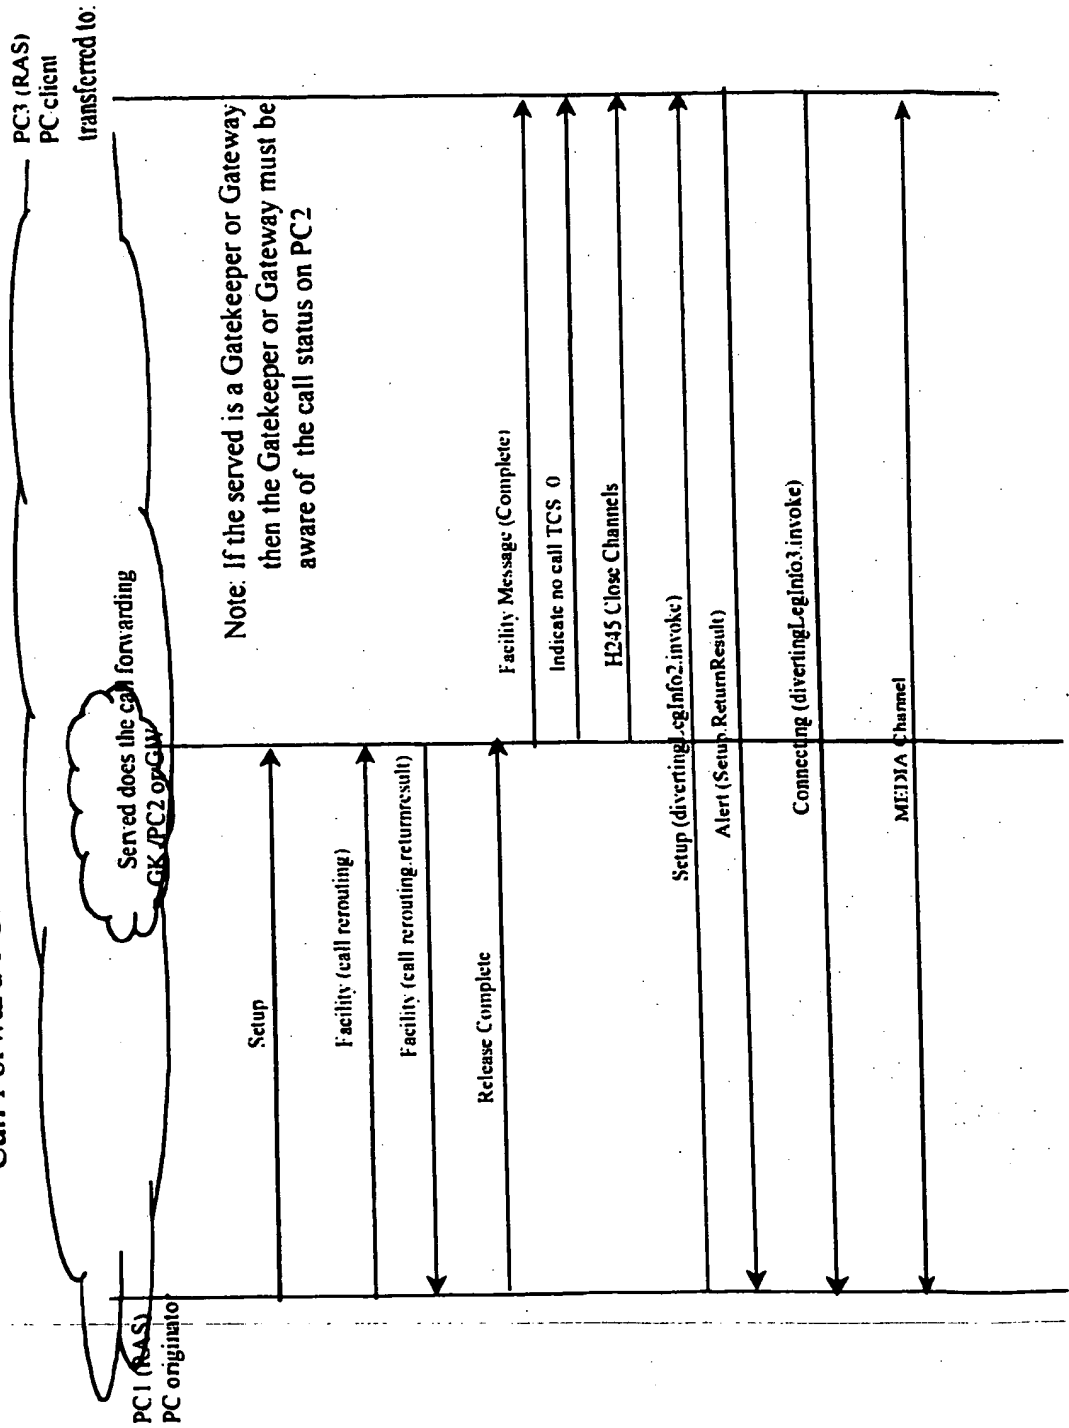 PC3 (RAS)
PC-client
transferred to:
Served does the call forwarding
GK /PC2 or GW
PC1 (RAS)
PC originator
Note: If the served is a Gatekeeper or Gateway
then the Gatekeeper or Gateway must be
aware of the call status on PC2
Setup
Facility (call rerouting)
Facility (call rerouting.returnresult)
Release Complete
Facility Message (Complete)
Indicate no call TCS 0
H245 Close Channels
Setup (divertingLegInfo2.invoke)
Alert (Setup.ReturnResult)
Connecting (divertingLegInfo3.invoke)
MEDIA Channel